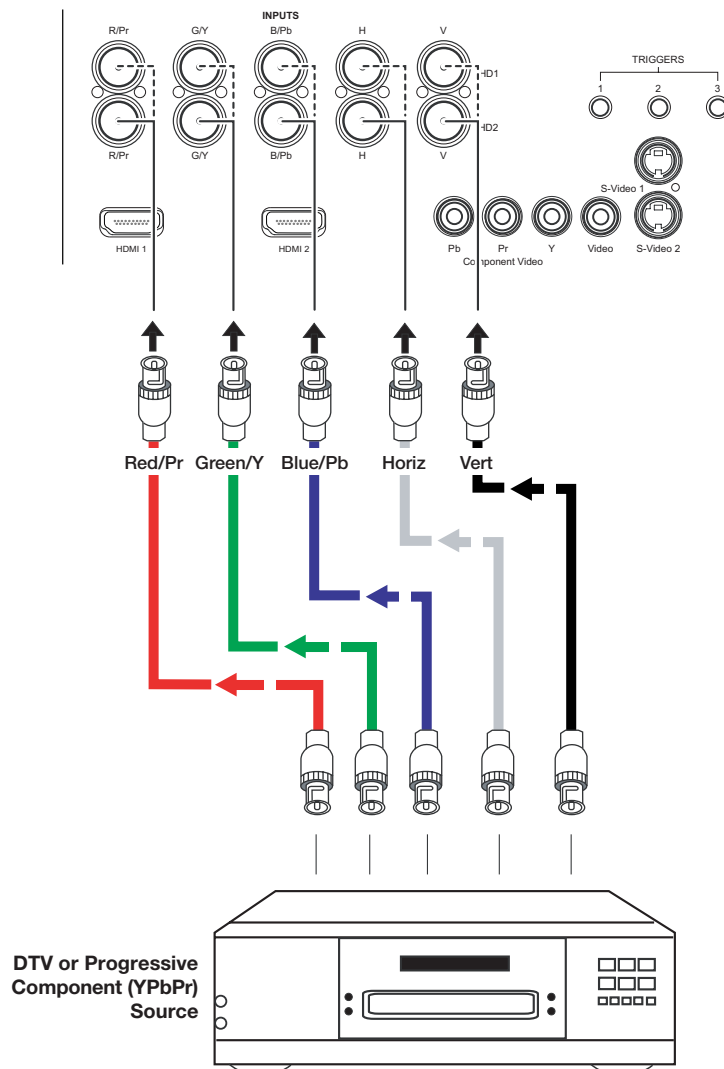 INPUTS
R/Pr G/Y B/Pb H V
HD1
TRIGGERS
1 2 3
HD2
R/Pr G/Y B/Pb H V
S-Video 1
HDMI 1 HDMI 2
Pb Pr Y Video S-Video 2
Component Video
Red/Pr Green/Y Blue/Pb Horiz Vert
DTV or Progressive
Component (YPbPr)
Source